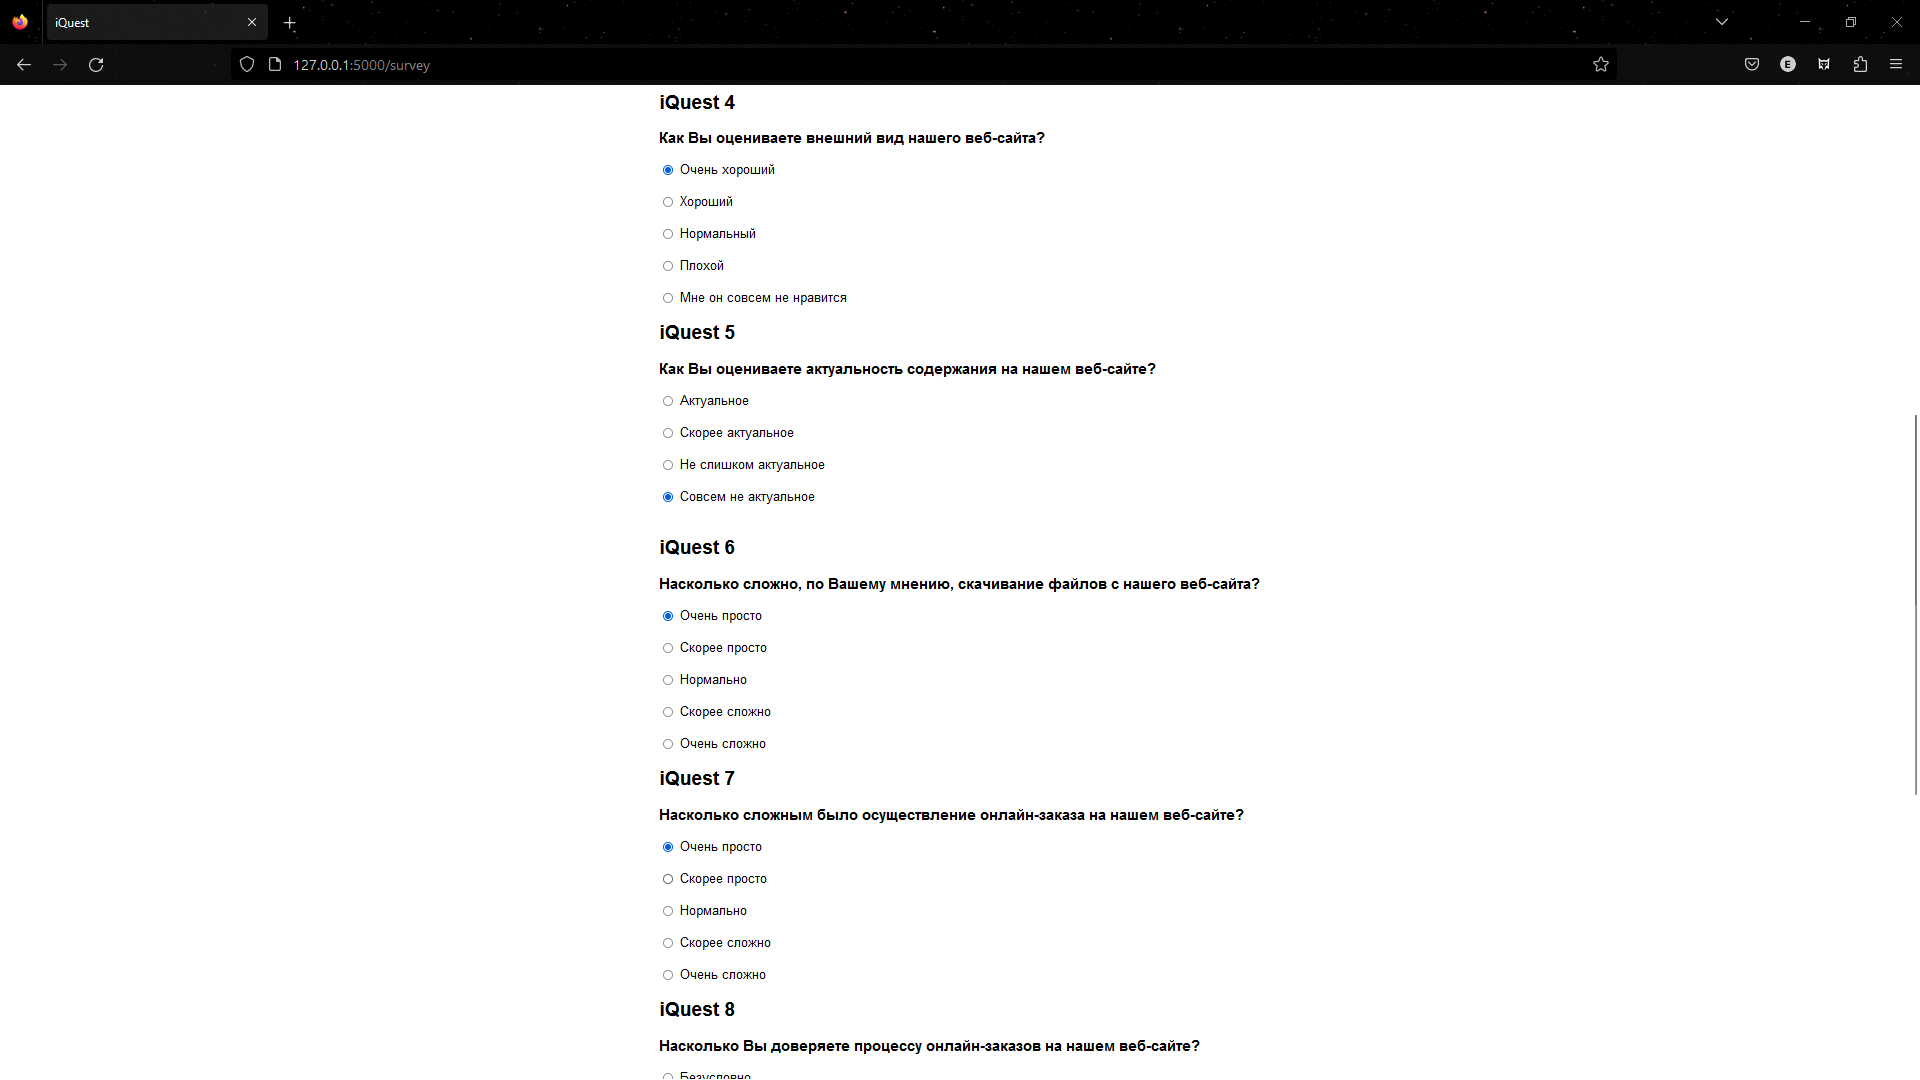 iQuest
127.0.0.1:5000/survey
iQuest 4
Как Вы оцениваете внешний вид нашего веб-сайта?
Очень хороший
Хороший
Нормальный
Плохой
Мне он совсем не нравится
iQuest 5
Как Вы оцениваете актуальность содержания на нашем веб-сайте?
Актуальное
Скорее актуальное
Не слишком актуальное
Совсем не актуальное
iQuest 6
Насколько сложно, по Вашему мнению, скачивание файлов с нашего веб-сайта?
Очень просто
Скорее просто
Нормально
Скорее сложно
Очень сложно
iQuest 7
Насколько сложным было осуществление онлайн-заказа на нашем веб-сайте?
Очень просто
Скорее просто
Нормально
Скорее сложно
Очень сложно
iQuest 8
Насколько Вы доверяете процессу онлайн-заказов на нашем веб-сайте?
Безусловно